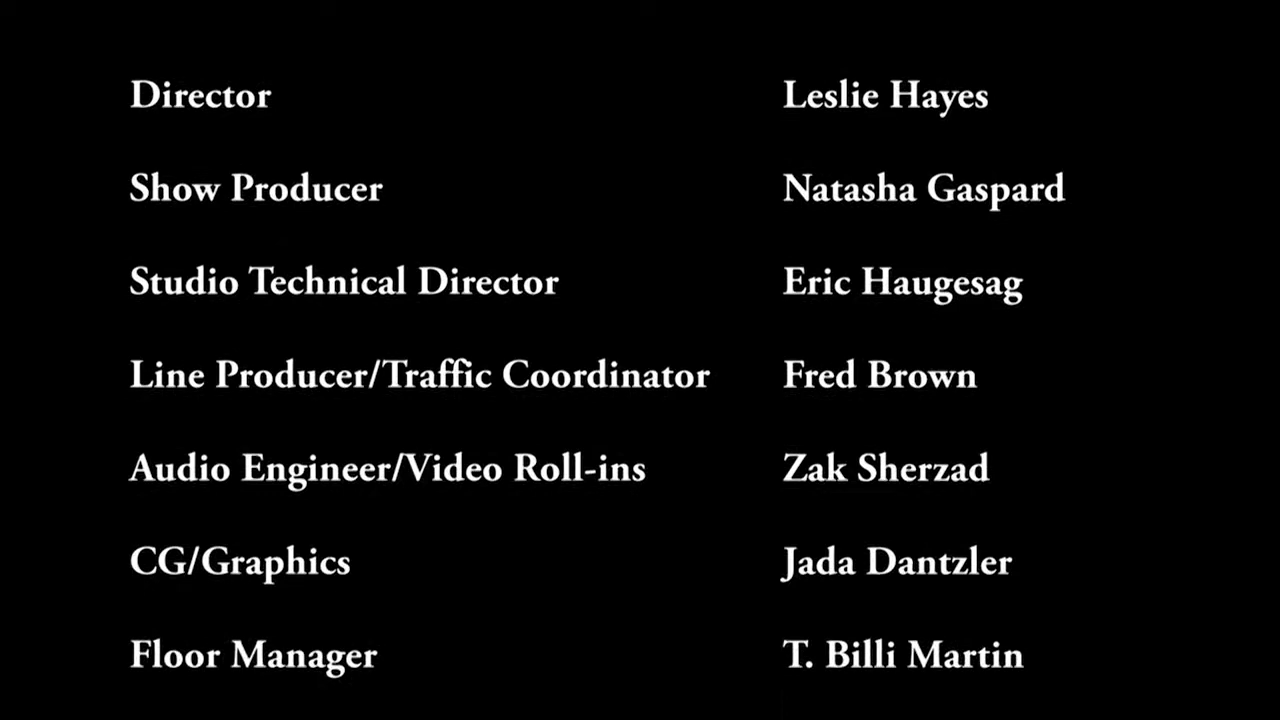 Director Leslie Hayes
Show Producer Natasha Gaspard
Studio Technical Director Eric Haugesag
Line Producer/Traffic Coordinator Fred Brown
Audio Engineer/Video Roll-ins Zak Sherzad
CG/Graphics Jada Dantzler
Floor Manager T. Billi Martin